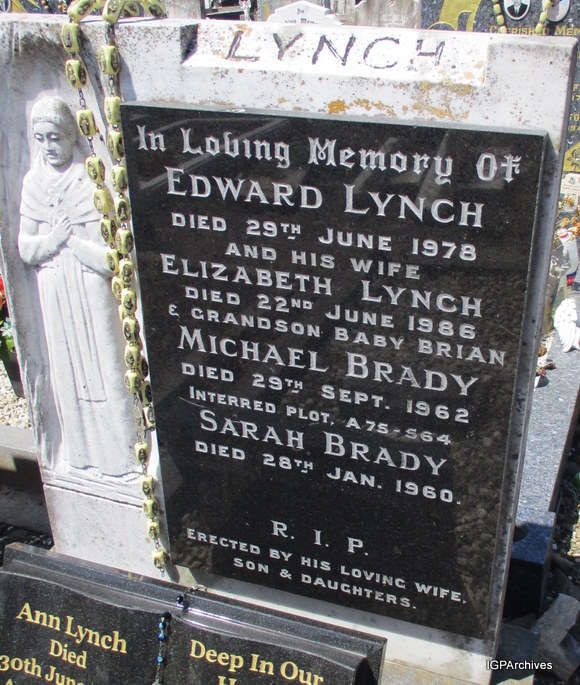 LYNCH
In Loving Memory Of
EDWARD LYNCH
DIED 29TH JUNE 1978
AND HIS WIFE
ELIZABETH LYNCH
DIED 22ND JUNE 1986
& GRANDSON BABY BRIAN
MICHAEL BRADY
DIED 29TH SEPT. 1962
INTERRED PLOT, A75-S64
SARAH BRADY
DIED 28TH JAN. 1960.
R. I. P.
ERECTED BY HIS LOVING WIFE,
SON & DAUGHTERS.
Ann Lynch
Died
30th June
Deep In Our
IGPArchives